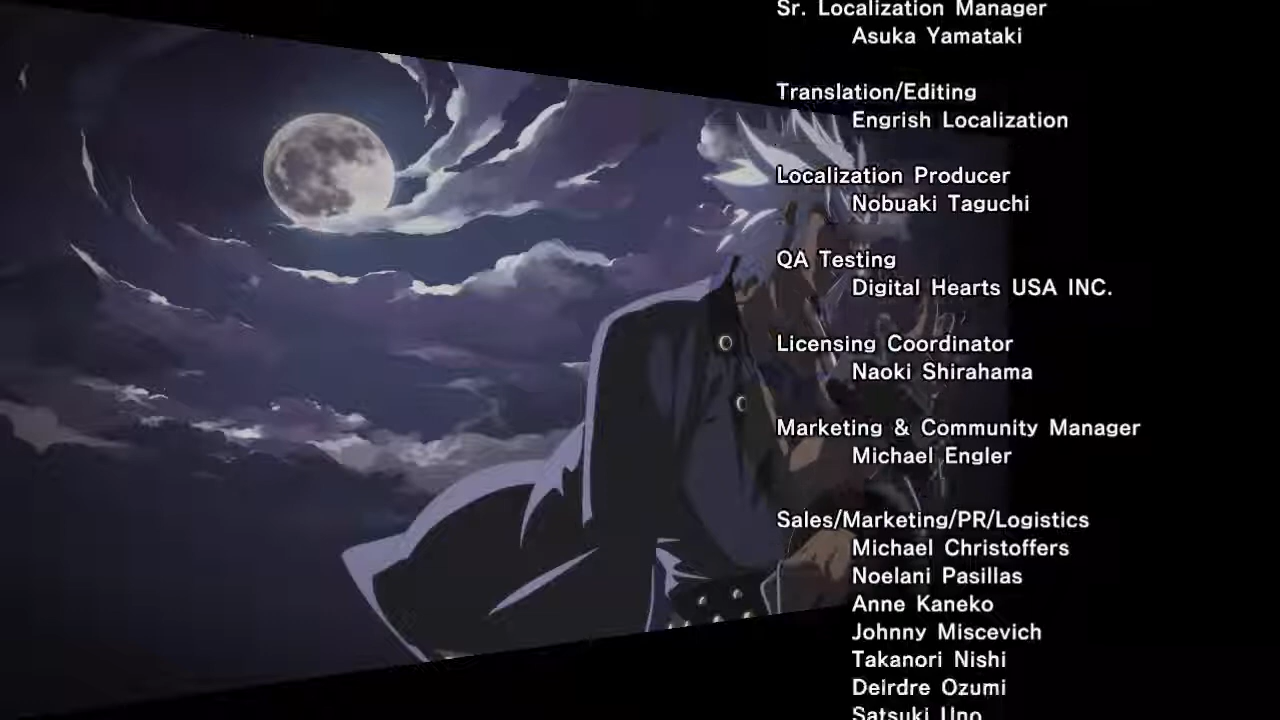 Sr. Localization Manager
Asuka Yamataki
Translation/Editing
Engrish Localization
Localization Producer
Nobuaki Taguchi
QA Testing
Digital Hearts USA INC.
Licensing Coordinator
Naoki Shirahama
Marketing & Community Manager
Michael Engler
Sales/Marketing/PR/Logistics
Michael Christoffers
Noelani Pasillas
Anne Kaneko
Johnny Miscevich
Takanori Nishi
Deirdre Ozumi
Satsuki Uno